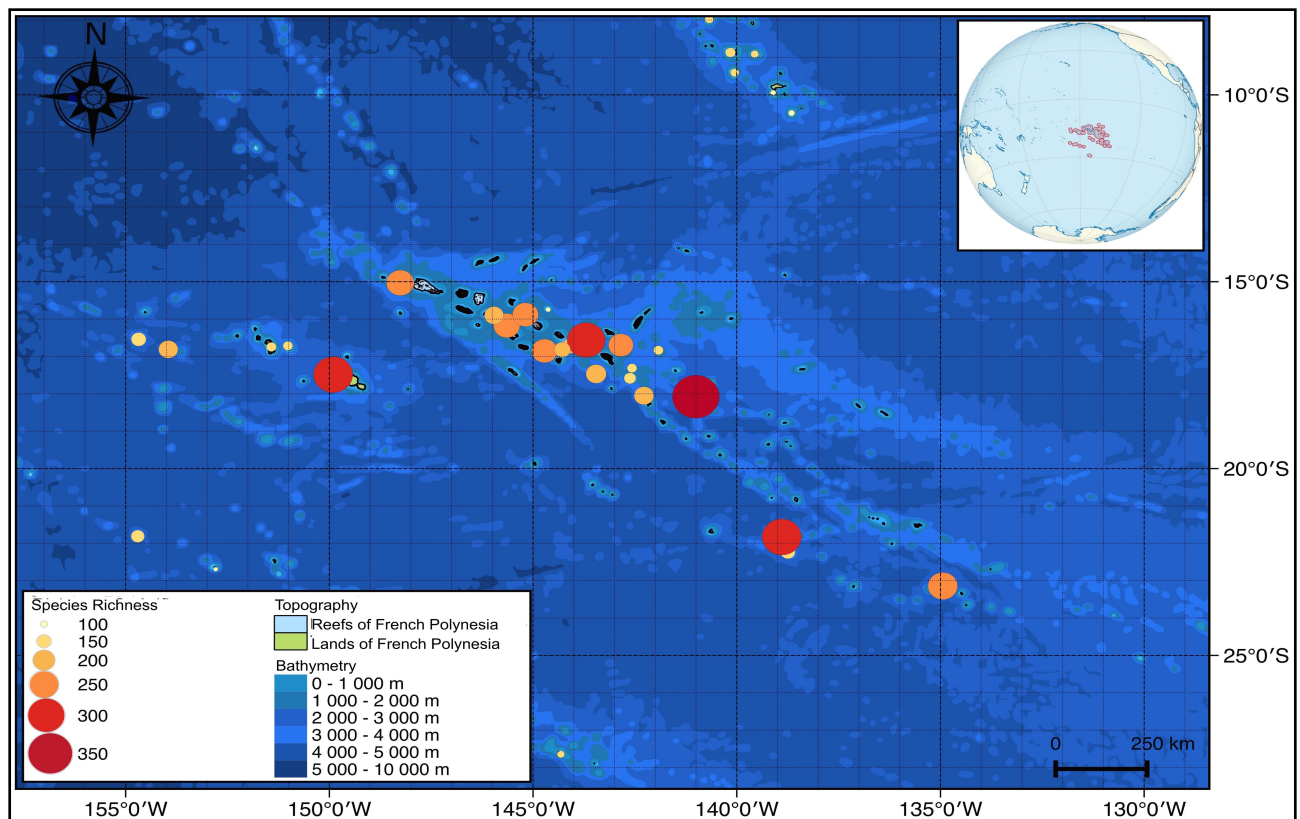 N
10°0′S
15°0′S
20°0′S
25°0′S
155°0′W
150°0′W
145°0′W
140°0′W
135°0′W
130°0′W
0 250 km
Species Richness
100
150
200
250
300
350
Topography
Reefs of French Polynesia
Lands of French Polynesia
Bathymetry
0 - 1 000 m
1 000 - 2 000 m
2 000 - 3 000 m
3 000 - 4 000 m
4 000 - 5 000 m
5 000 - 10 000 m